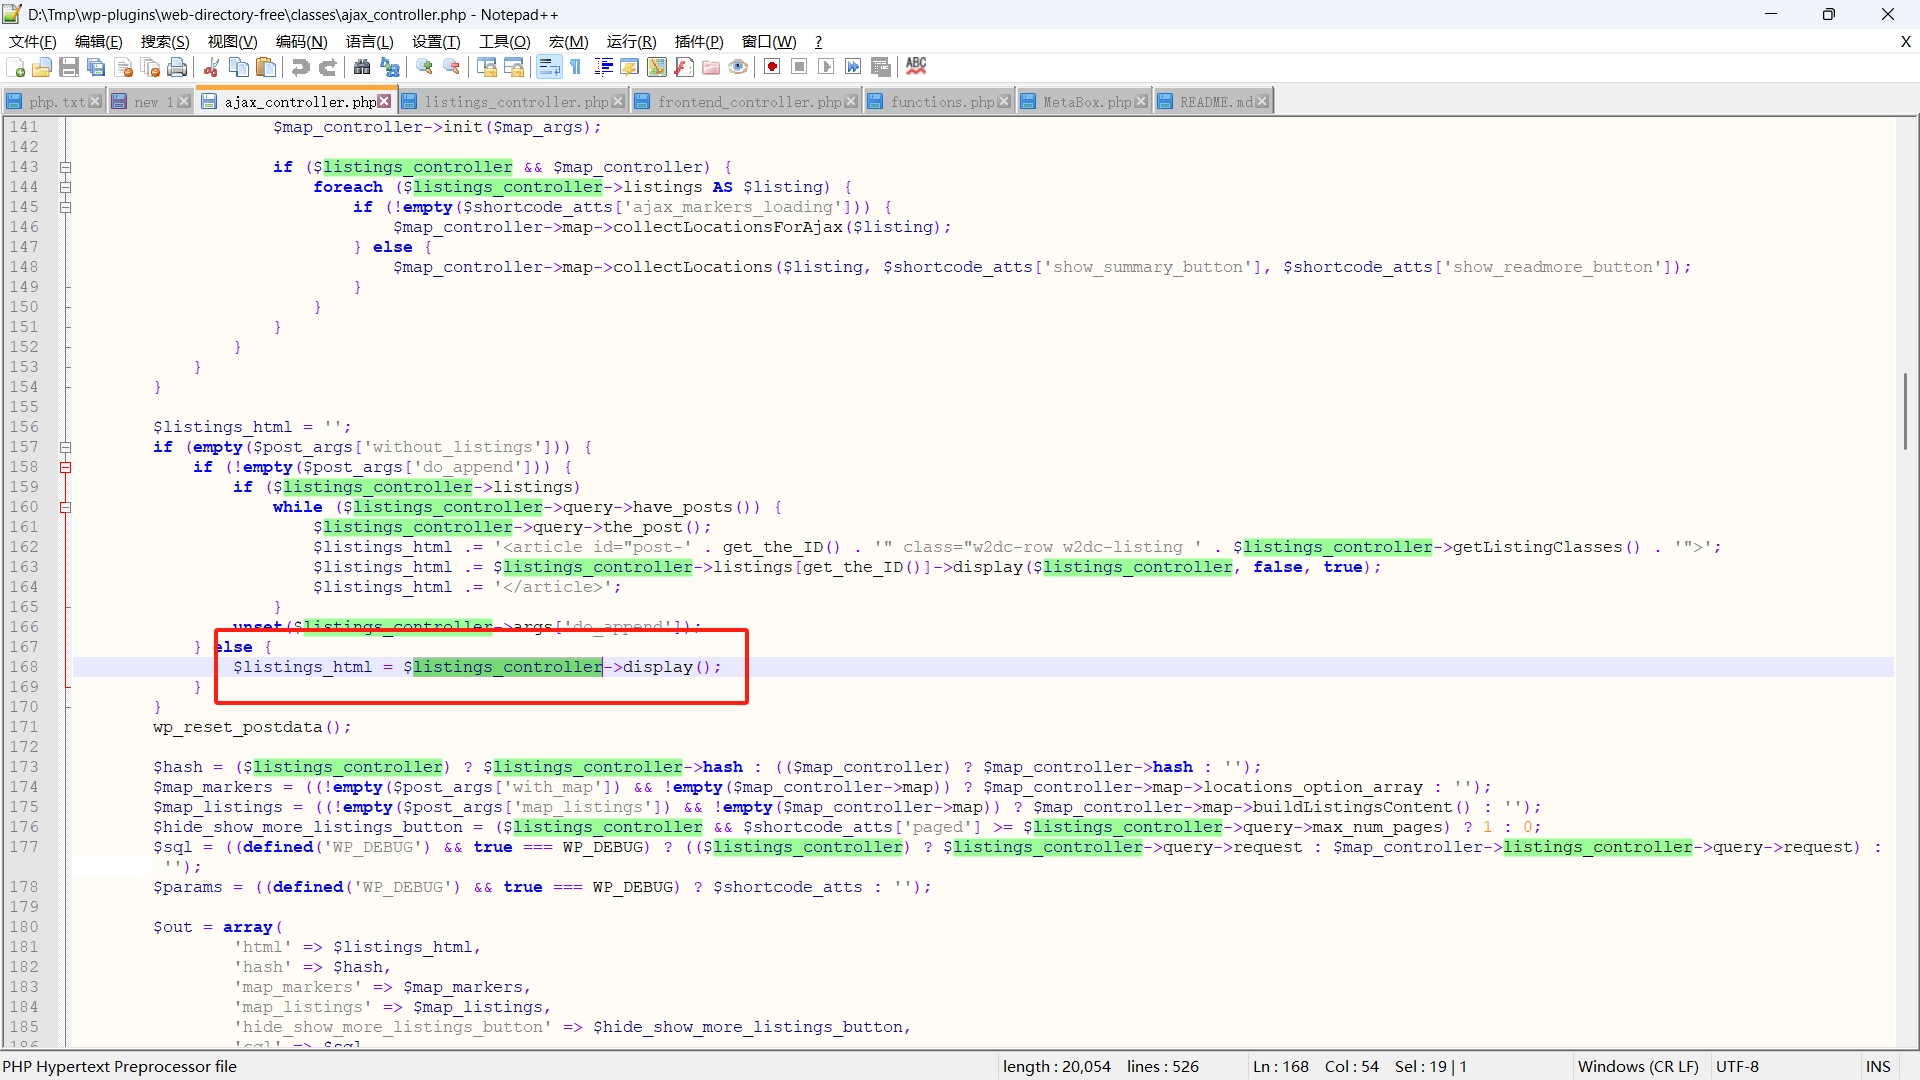 D:\Tmp\wp-plugins\web-directory-free\classes\ajax_controller.php - Notepad++
文件(F) 编辑(E) 搜索(S) 视图(V) 编码(N) 语言(L) 设置(T) 工具(O) 宏(M) 运行(R) 插件(P) 窗口(W) ? X
ABC
php.txt new 1 ajax_controller.php listings_controller.php frontend_controller.php functions.php MetaBox.php README.md
141 $map_controller->init($map_args);
142
143 if ($listings_controller && $map_controller) {
144 foreach ($listings_controller->listings AS $listing) {
145 if (!empty($shortcode_atts['ajax_markers_loading'])) {
146 $map_controller->map->collectLocationsForAjax($listing);
147 } else {
148 $map_controller->map->collectLocations($listing, $shortcode_atts['show_summary_button'], $shortcode_atts['show_readmore_button']);
149 }
150 }
151 }
152 }
153 }
154 }
155
156 $listings_html = '';
157 if (empty($post_args['without_listings'])) {
158 if (!empty($post_args['do_append'])) {
159 if ($listings_controller->listings)
160 while ($listings_controller->query->have_posts()) {
161 $listings_controller->query->the_post();
162 $listings_html .= '<article id="post-' . get_the_ID() . '" class="w2dc-row w2dc-listing ' . $listings_controller->getListingClasses() . '">';
163 $listings_html .= $listings_controller->listings[get_the_ID()]->display($listings_controller, false, true);
164 $listings_html .= '</article>';
165 }
166 unset($listings_controller->args['do_append']);
167 } else {
168 $listings_html = $listings_controller->display();
169 }
170 }
171 wp_reset_postdata();
172
173 $hash = ($listings_controller) ? $listings_controller->hash : (($map_controller) ? $map_controller->hash : '');
174 $map_markers = ((!empty($post_args['with_map']) && !empty($map_controller->map)) ? $map_controller->map->locations_option_array : '');
175 $map_listings = ((!empty($post_args['map_listings']) && !empty($map_controller->map)) ? $map_controller->map->buildListingsContent() : '');
176 $hide_show_more_listings_button = ($listings_controller && $shortcode_atts['paged'] >= $listings_controller->query->max_num_pages) ? 1 : 0;
177 $sql = ((defined('WP_DEBUG') && true === WP_DEBUG) ? (($listings_controller) ? $listings_controller->query->request : $map_controller->listings_controller->query->request) :
'');
178 $params = ((defined('WP_DEBUG') && true === WP_DEBUG) ? $shortcode_atts : '');
179
180 $out = array(
181 'html' => $listings_html,
182 'hash' => $hash,
183 'map_markers' => $map_markers,
184 'map_listings' => $map_listings,
185 'hide_show_more_listings_button' => $hide_show_more_listings_button,
186 'sql' => $sql
PHP Hypertext Preprocessor file length : 20,054 lines : 526 Ln : 168 Col : 54 Sel : 19 | 1 Windows (CR LF) UTF-8 INS